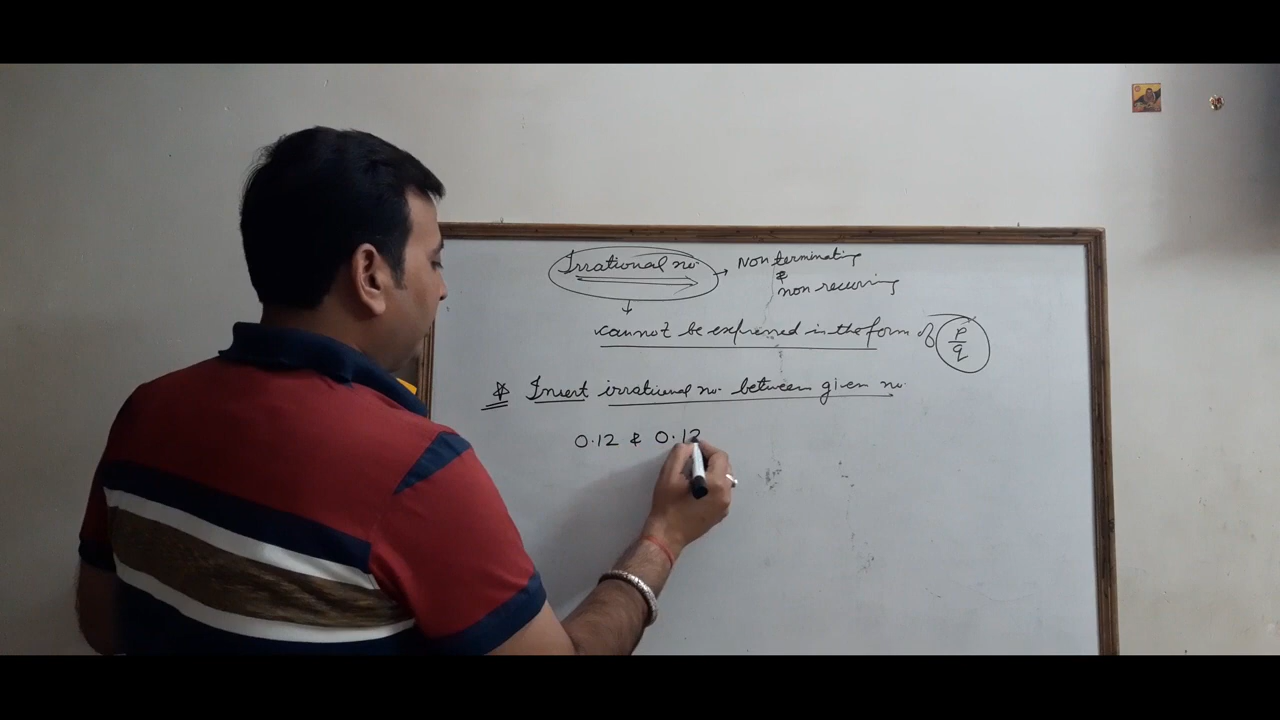 Irrational no. → Non terminating
& non recurring
cannot be expressed in the form of p/q
Insert irrational no. between given no.
0.12 & 0.13